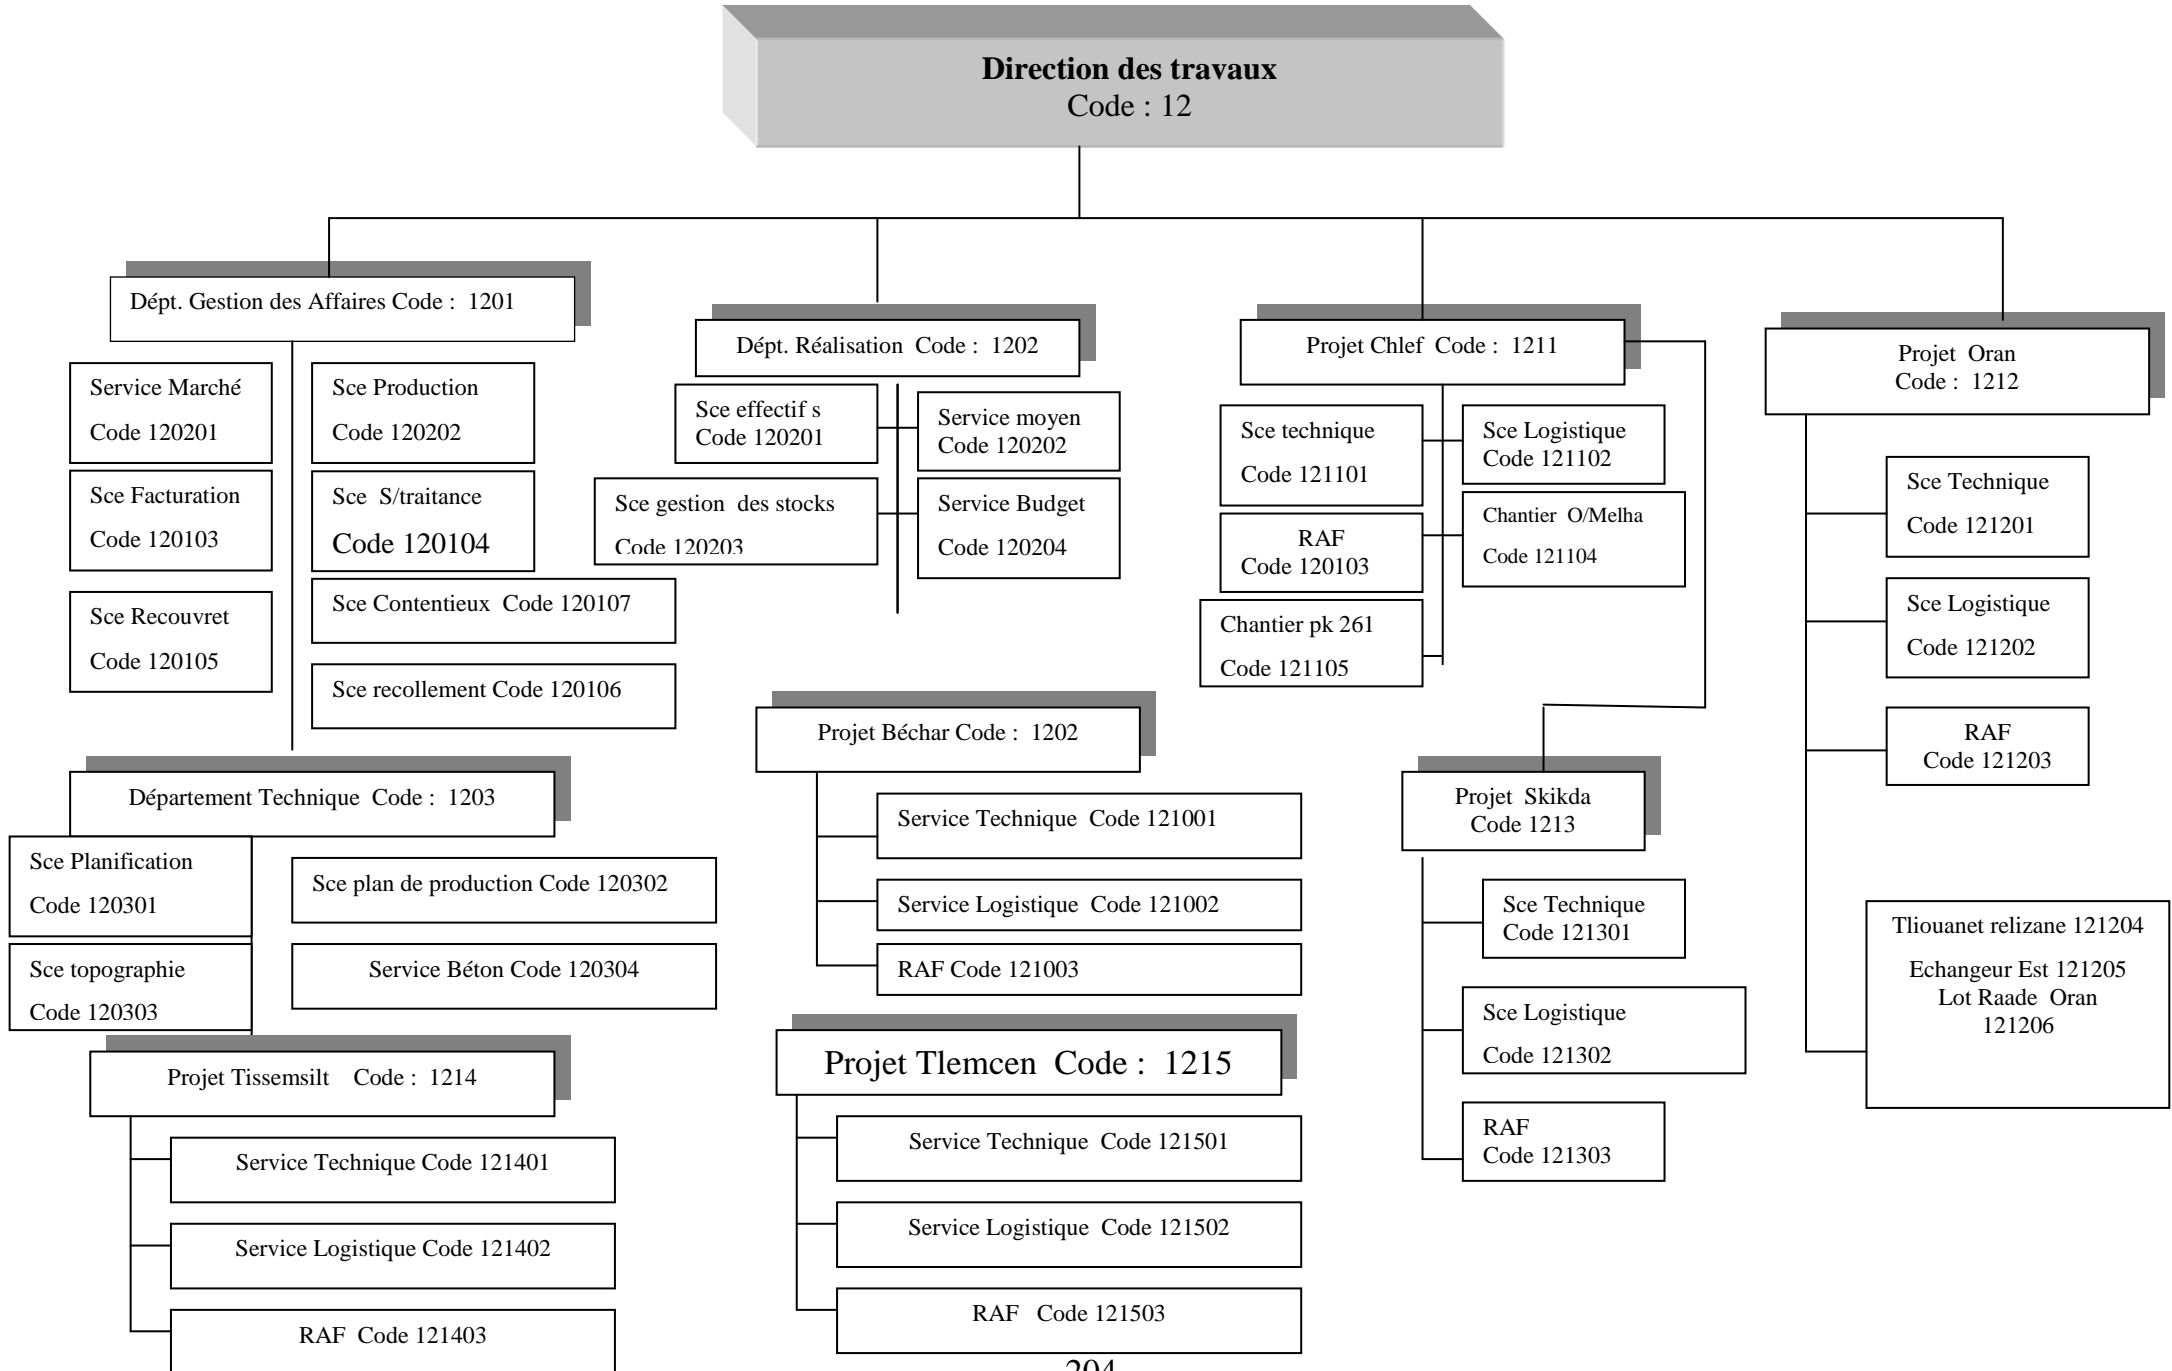 Direction des travaux
Code : 12
Dépt. Gestion des Affaires Code : 1201
Service Marché
Code 120201
Sce Production
Code 120202
Sce Facturation
Code 120103
Sce S/traitance
Code 120104
Sce Recouvret
Code 120105
Sce Contentieux Code 120107
Sce recollement Code 120106
Dépt. Réalisation Code : 1202
Sce effectif s
Code 120201
Service moyen
Code 120202
Sce gestion des stocks
Code 120203
Service Budget
Code 120204
Projet Chlef Code : 1211
Sce technique
Code 121101
Sce Logistique
Code 121102
RAF
Code 120103
Chantier O/Melha
Code 121104
Chantier pk 261
Code 121105
Projet Oran
Code : 1212
Sce Technique
Code 121201
Sce Logistique
Code 121202
RAF
Code 121203
Tliouanet relizane 121204
Echangeur Est 121205
Lot Raade Oran
121206
Département Technique Code : 1203
Sce Planification
Code 120301
Sce plan de production Code 120302
Sce topographie
Code 120303
Service Béton Code 120304
Projet Béchar Code : 1202
Service Technique Code 121001
Service Logistique Code 121002
RAF Code 121003
Projet Skikda
Code 1213
Sce Technique
Code 121301
Sce Logistique
Code 121302
RAF
Code 121303
Projet Tissemsilt Code : 1214
Service Technique Code 121401
Service Logistique Code 121402
RAF Code 121403
Projet Tlemcen Code : 1215
Service Technique Code 121501
Service Logistique Code 121502
RAF Code 121503
204